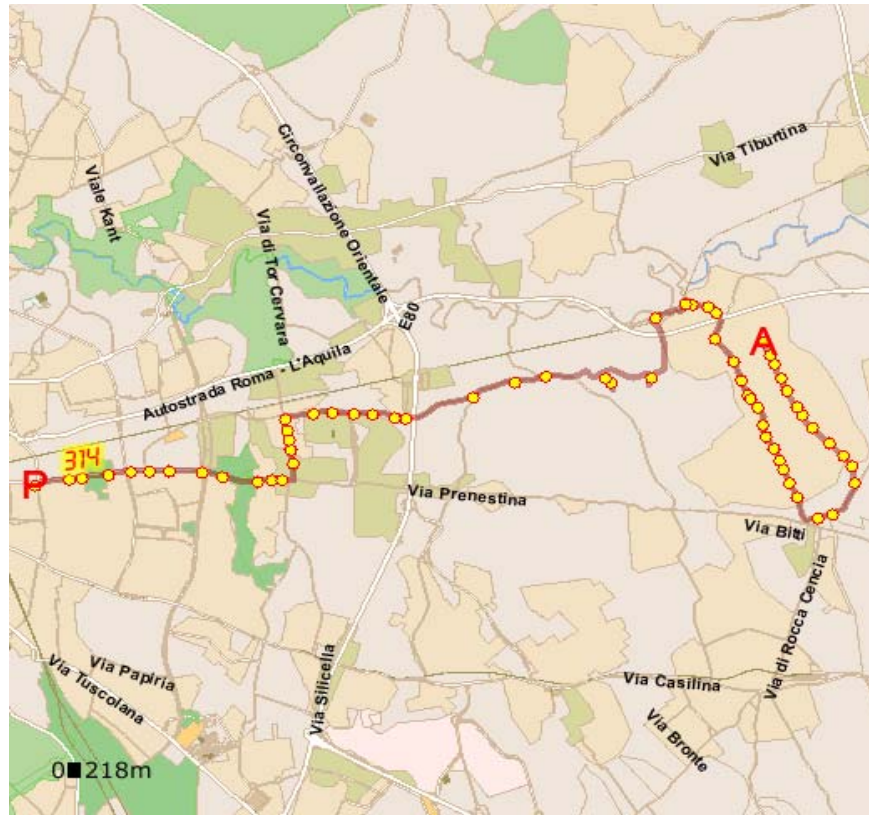 Via Tiburtina
Circonvallazione Orientale
Viale Kant
Via di Tor Cervara
E80
Autostrada Roma - L'Aquila
A
314
P
Via Prenestina
Via Bitti
Via di Rocca Cencia
Via Papiria
Via Tuscolana
Via Silicella
Via Casilina
Via Bronte
0 218m